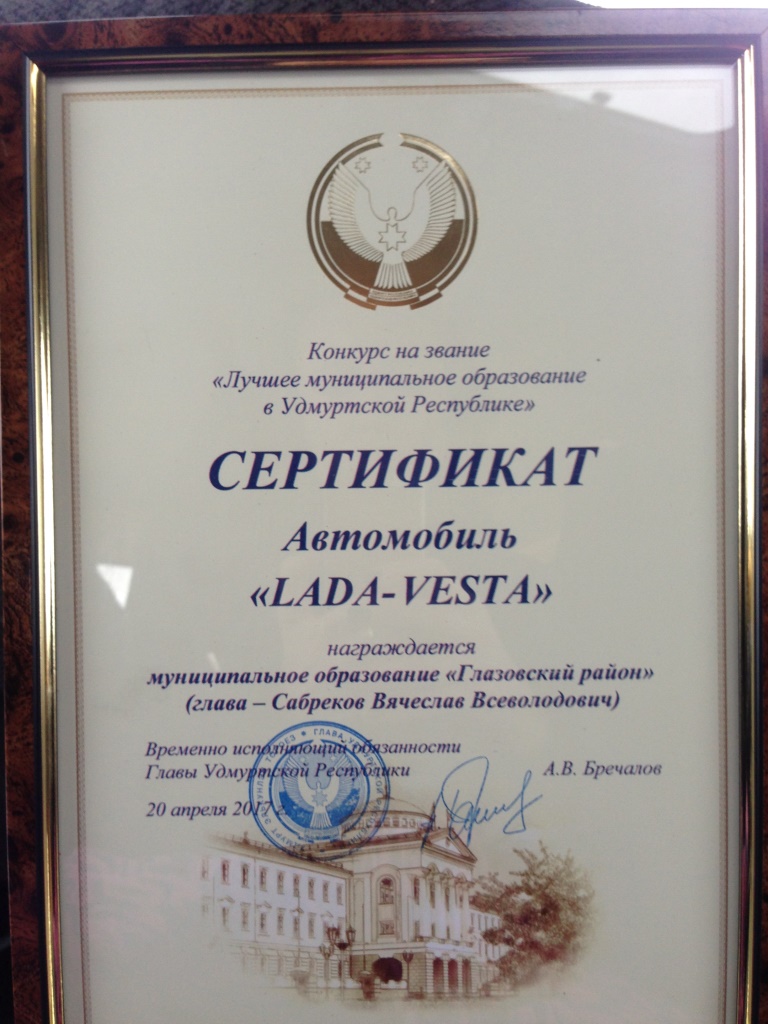 Конкурс на звание
«Лучшее муниципальное образование
в Удмуртской Республике»
СЕРТИФИКАТ
Автомобиль
«LADA-VESTA»
награждается
муниципальное образование «Глазовский район»
(глава – Сабреков Вячеслав Всеволодович)
Временно исполняющий обязанности
Главы Удмуртской Республики
А.В. Бречалов
20 апреля 2017 г.